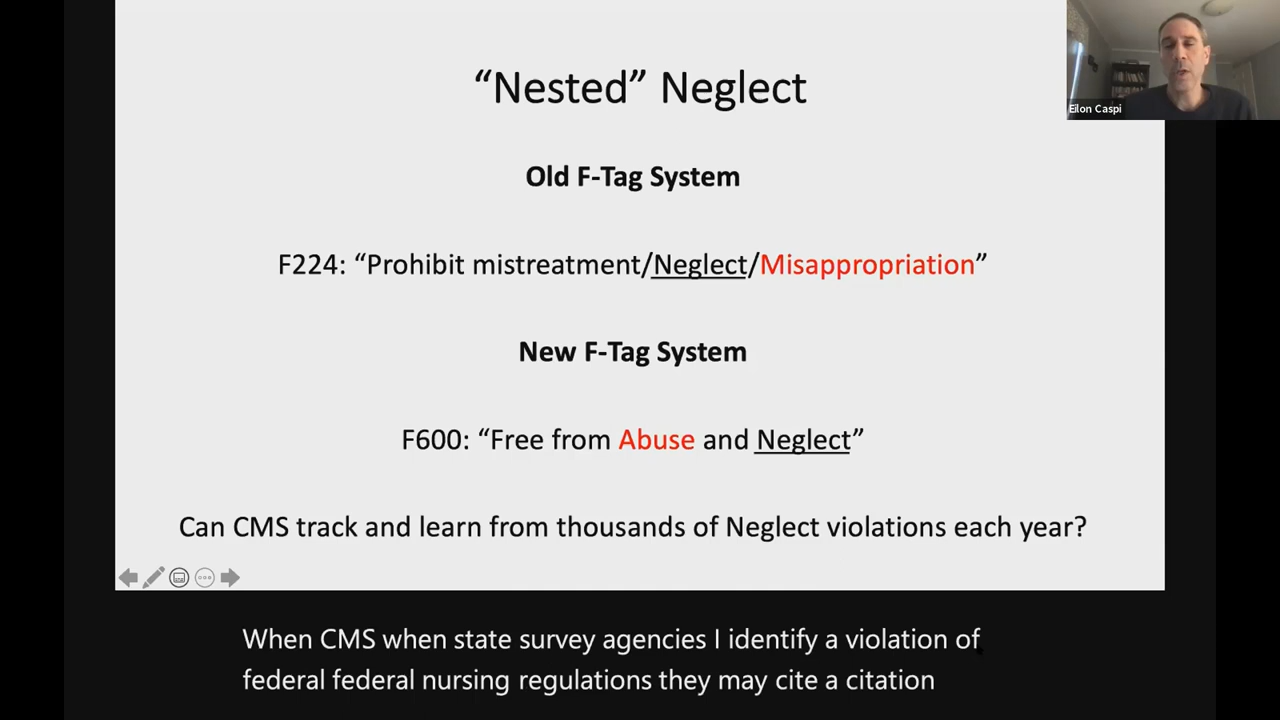 “Nested” Neglect
Eilon Caspi
Old F-Tag System
F224: “Prohibit mistreatment/Neglect/Misappropriation”
New F-Tag System
F600: “Free from Abuse and Neglect”
Can CMS track and learn from thousands of Neglect violations each year?
When CMS when state survey agencies I identify a violation of
federal federal nursing regulations they may cite a citation